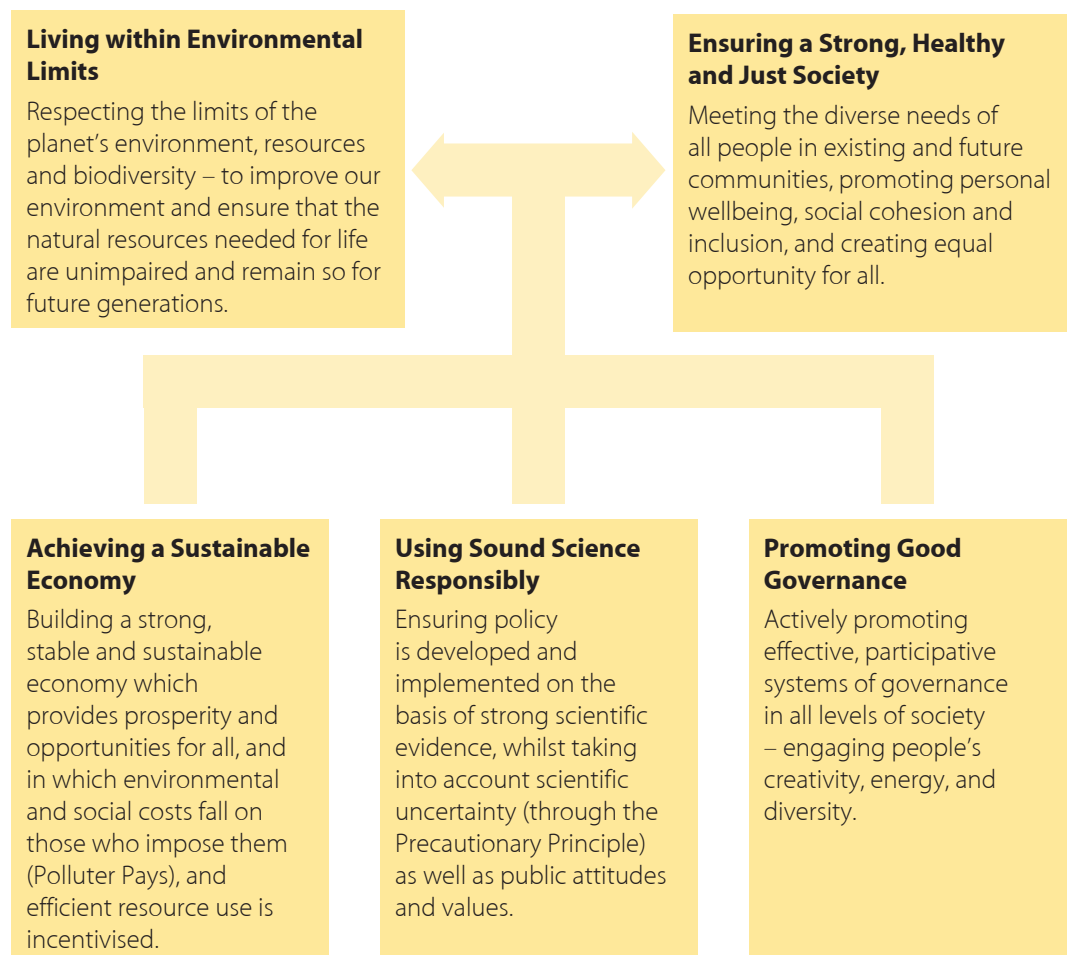 Living within Environmental
Limits
Respecting the limits of the
planet’s environment, resources
and biodiversity – to improve our
environment and ensure that the
natural resources needed for life
are unimpaired and remain so for
future generations.
Ensuring a Strong, Healthy
and Just Society
Meeting the diverse needs of
all people in existing and future
communities, promoting personal
wellbeing, social cohesion and
inclusion, and creating equal
opportunity for all.
Achieving a Sustainable
Economy
Building a strong,
stable and sustainable
economy which
provides prosperity and
opportunities for all, and
in which environmental
and social costs fall on
those who impose them
(Polluter Pays), and
efficient resource use is
incentivised.
Using Sound Science
Responsibly
Ensuring policy
is developed and
implemented on the
basis of strong scientific
evidence, whilst taking
into account scientific
uncertainty (through the
Precautionary Principle)
as well as public attitudes
and values.
Promoting Good
Governance
Actively promoting
effective, participative
systems of governance
in all levels of society
– engaging people’s
creativity, energy, and
diversity.